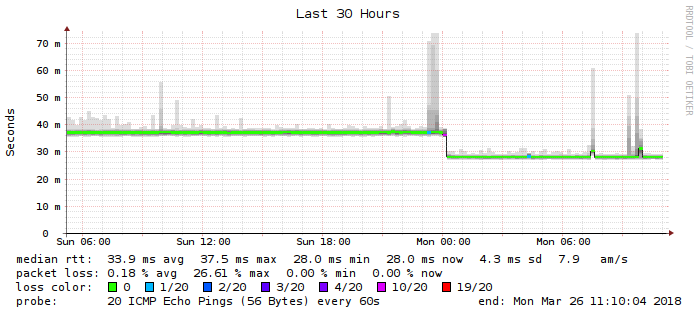 Last 30 Hours
RRDTOOL / TOBI OETIKER
Seconds
70 m
60 m
50 m
40 m
30 m
20 m
10 m
0
Sun 06:00 Sun 12:00 Sun 18:00 Mon 00:00 Mon 06:00
median rtt: 33.9 ms avg 37.5 ms max 28.0 ms min 28.0 ms now 4.3 ms sd 7.9 am/s
packet loss: 0.18 % avg 26.61 % max 0.00 % min 0.00 % now
loss color: 0 1/20 2/20 3/20 4/20 10/20 19/20
probe: 20 ICMP Echo Pings (56 Bytes) every 60s end: Mon Mar 26 11:10:04 2018